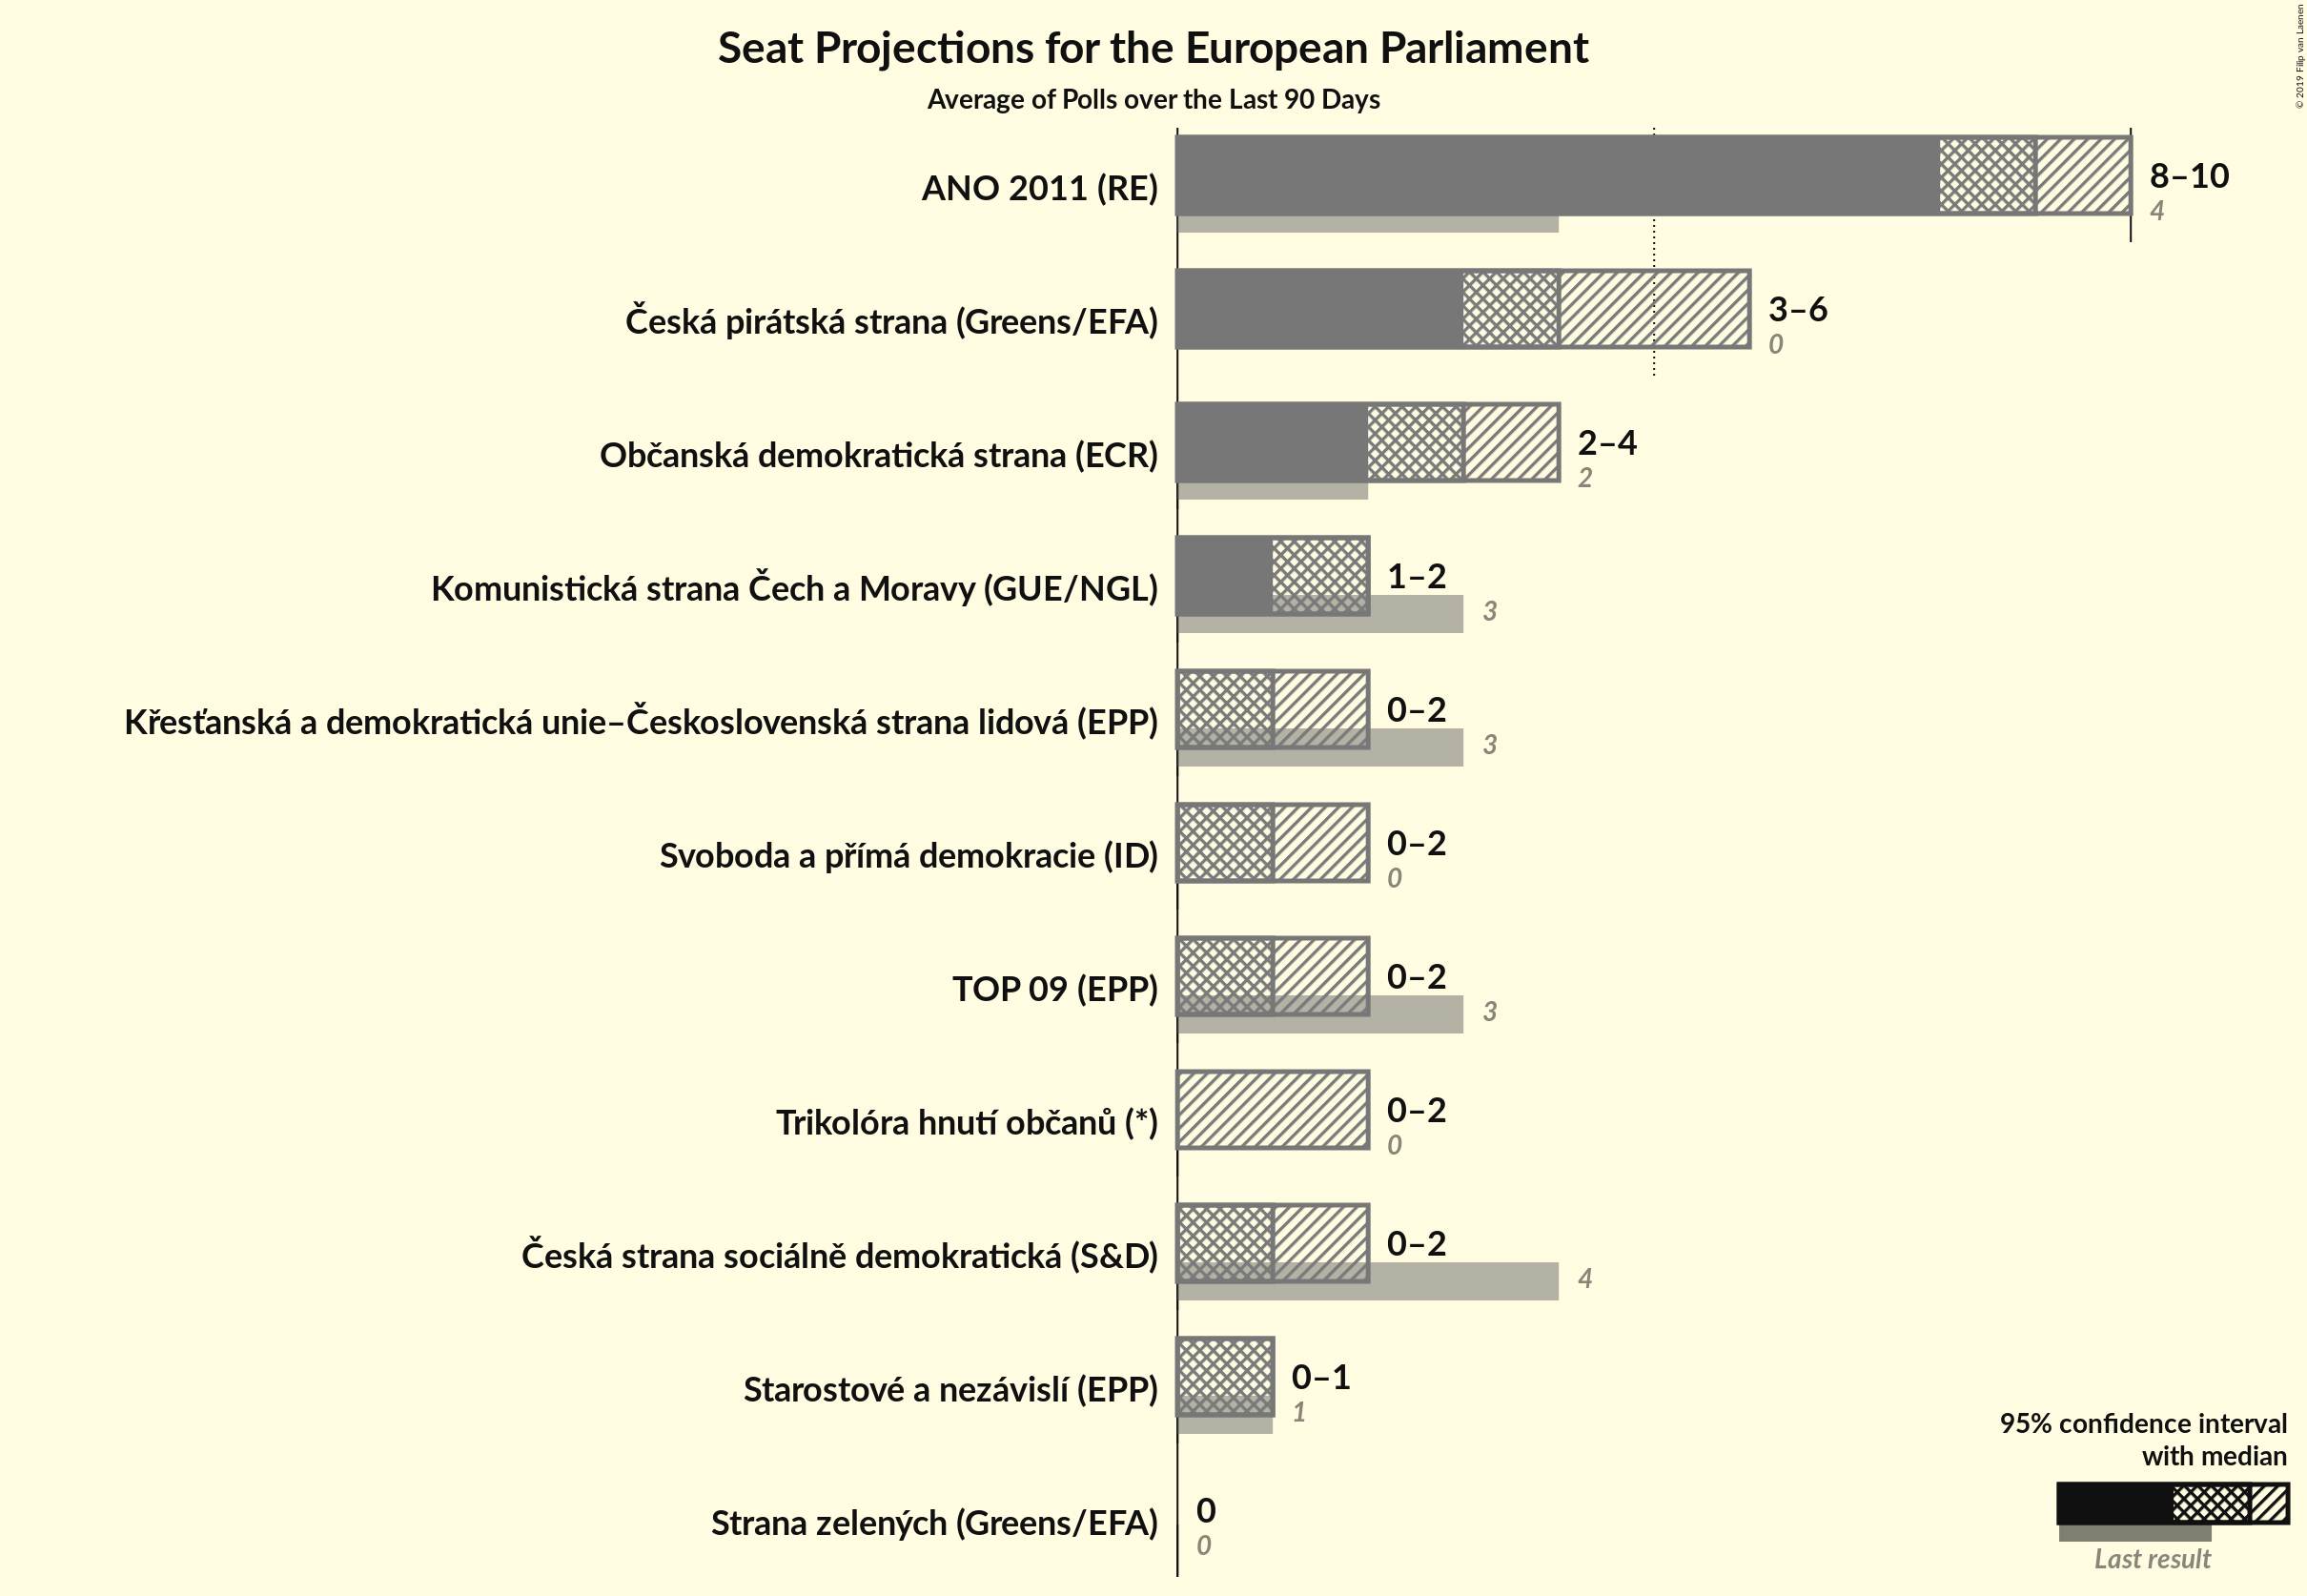 Seat Projections for the European Parliament
Average of Polls over the Last 90 Days
© 2019 Filip van Laenen
ANO 2011 (RE)
8–10
4
Česká pirátská strana (Greens/EFA)
3–6
0
Občanská demokratická strana (ECR)
2–4
2
Komunistická strana Čech a Moravy (GUE/NGL)
1–2
3
Křesťanská a demokratická unie–Československá strana lidová (EPP)
0–2
3
Svoboda a přímá demokracie (ID)
0–2
0
TOP 09 (EPP)
0–2
3
Trikolóra hnutí občanů (*)
0–2
0
Česká strana sociálně demokratická (S&D)
0–2
4
Starostové a nezávislí (EPP)
0–1
1
Strana zelených (Greens/EFA)
0
0
95% confidence interval
with median
Last result